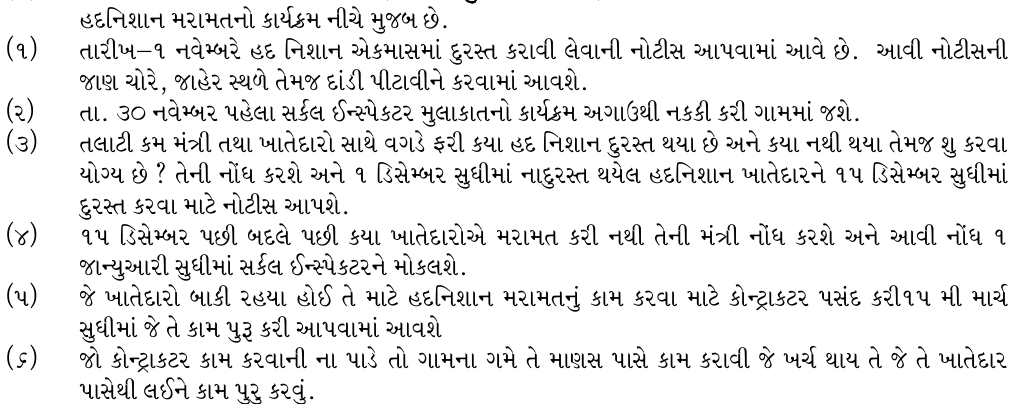 હદનિશાન મરામતનો કાર્યક્રમ નીચે મુજબ છે.
(૧) તારીખ–૧ નવેમ્બરે હદ નિશાન એકમાસમાં દુરસ્ત કરાવી લેવાની નોટીસ આપવામાં આવે છે. આવી નોટીસની
જાણ ચોરે, જાહેર સ્થળે તેમજ દાંડી પીટાવીને કરવામાં આવશે.
(૨) તા. ૩૦ નવેમ્બર પહેલા સર્કલ ઈન્સ્પેકટર મુલાકાતનો કાર્યક્રમ અગાઉથી નકકી કરી ગામમાં જશે.
(૩) તલાટી કમ મંત્રી તથા ખાતેદારો સાથે વગડે ફરી કયા હદ નિશાન દુરસ્ત થયા છે અને કયા નથી થયા તેમજ શુ કરવા
યોગ્ય છે ? તેની નોંધ કરશે અને ૧ ડિસેમ્બર સુધીમાં નાદુરસ્ત થયેલ હદનિશાન ખાતેદારને ૧૫ ડિસેમ્બર સુધીમાં
દુરસ્ત કરવા માટે નોટીસ આપશે.
(૪) ૧૫ ડિસેમ્બર પછી બદલે પછી કયા ખાતેદારોએ મરામત કરી નથી તેની મંત્રી નોંધ કરશે અને આવી નોંધ ૧
જાન્યુઆરી સુધીમાં સર્કલ ઈન્સ્પેકટરને મોકલશે.
(૫) જે ખાતેદારો બાકી રહયા હોઈ તે માટે હદનિશાન મરામતનું કામ કરવા માટે કોન્ટ્રાકટર પસંદ કરી૧૫ મી માર્ચ
સુધીમાં જે તે કામ પુરૂ કરી આપવામાં આવશે
(૬) જો કોન્ટ્રાકટર કામ કરવાની ના પાડે તો ગામના ગમે તે માણસ પાસે કામ કરાવી જે ખર્ચ થાય તે જે તે ખાતેદાર
પાસેથી લઈને કામ પુરુ કરવું.